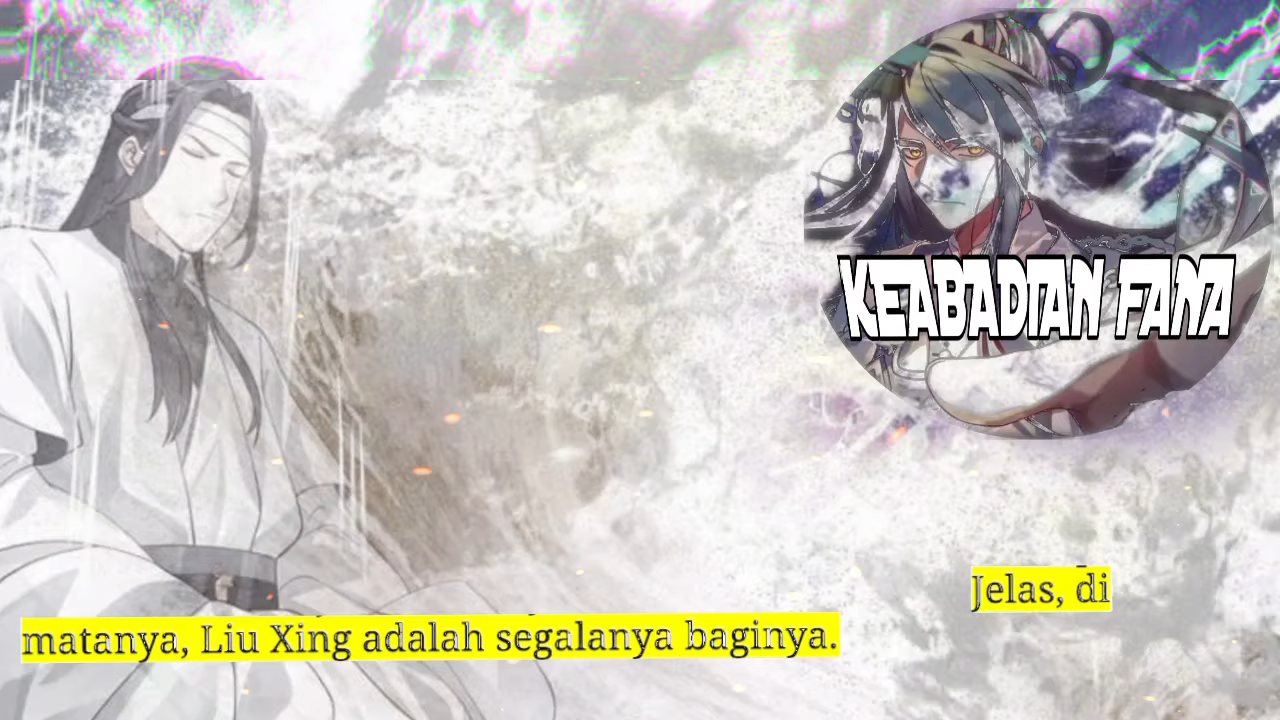 KEABADIAN FANA
Jelas, di
matanya, Liu Xing adalah segalanya baginya.